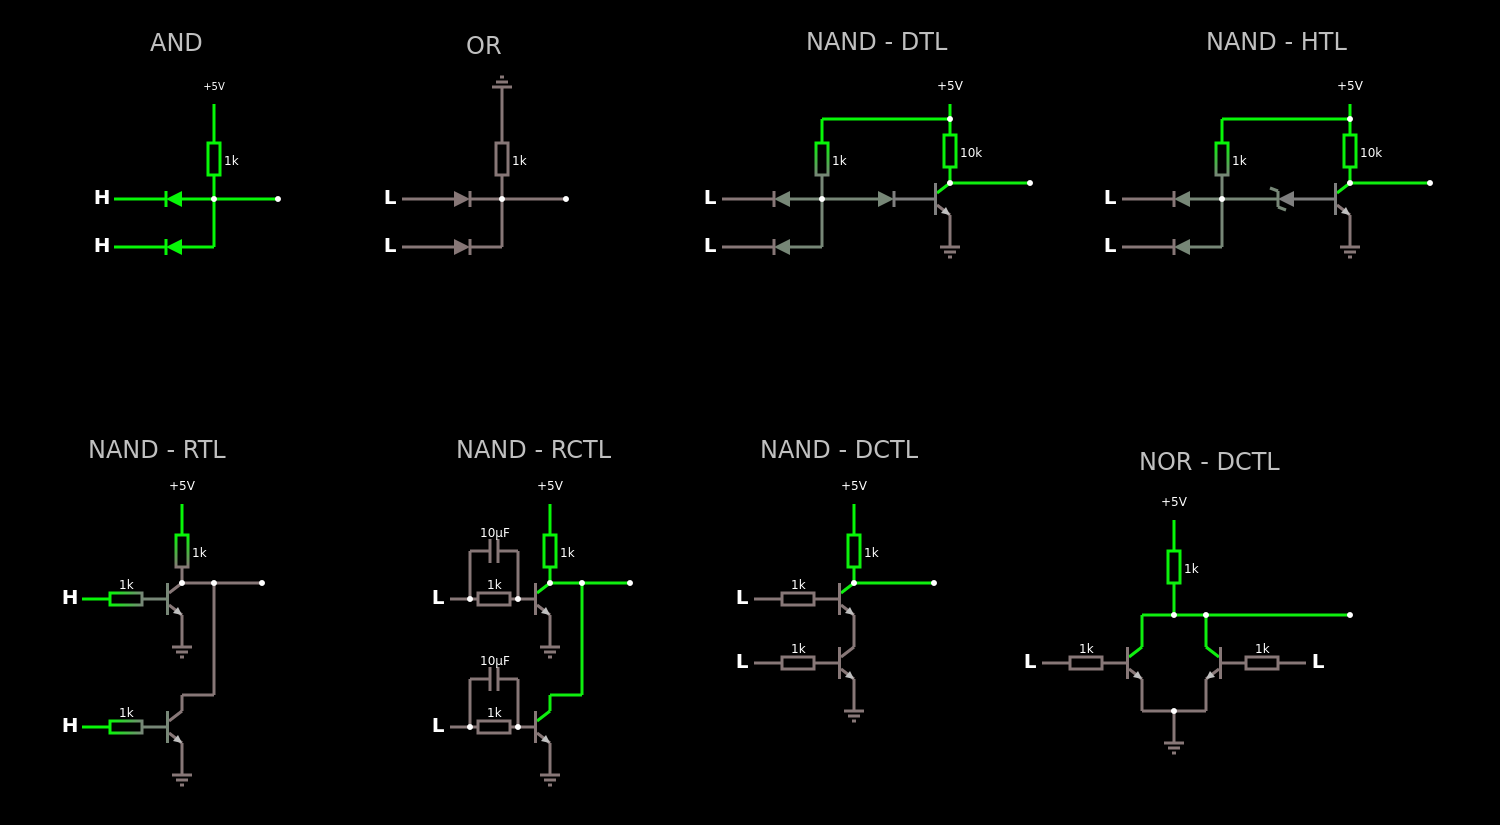 AND
OR
NAND - DTL
NAND - HTL
+5V
+5V
+5V
1k
1k
1k
10k
1k
10k
H
L
L
L
H
L
L
L
NAND - RTL
NAND - RCTL
NAND - DCTL
NOR - DCTL
+5V
+5V
+5V
+5V
10µF
1k
1k
1k
1k
1k
1k
1k
H
L
L
1k
1k
1k
L
L
L
10µF
1k
1k
H
L